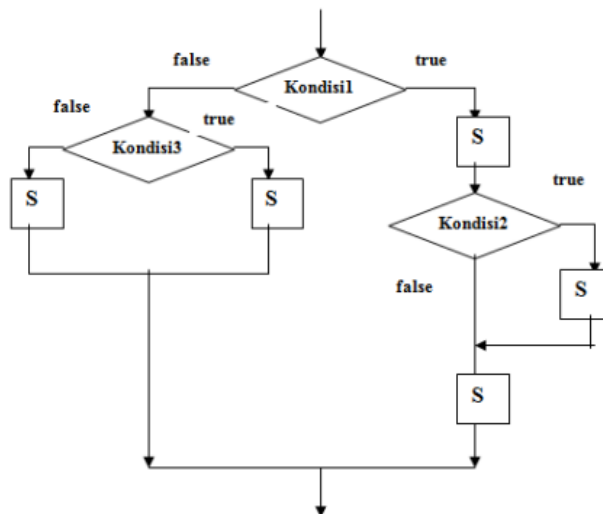 false
true
Kondisi1
false
true
Kondisi3
S
S
S
true
Kondisi2
false
S
S